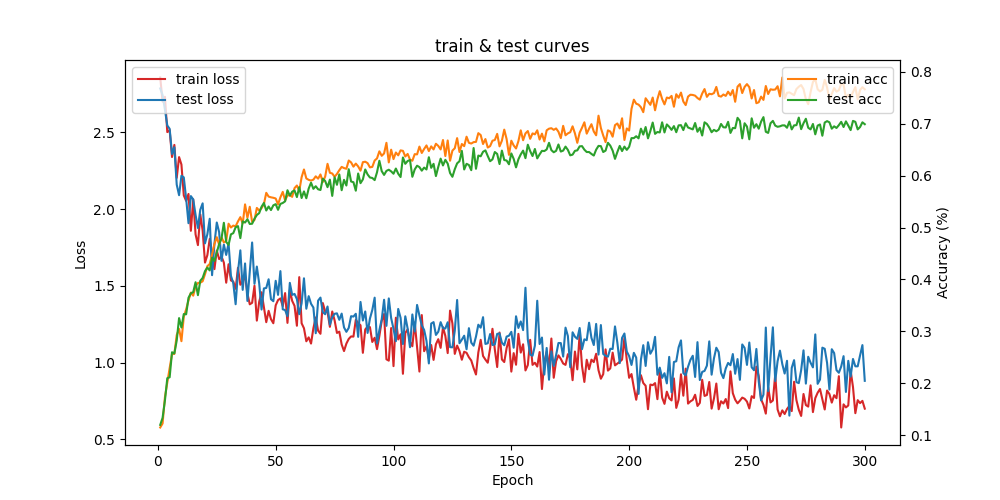 train & test curves
train loss
test loss
train acc
test acc
2.5
2.0
1.5
1.0
0.5
Loss
0.8
0.7
0.6
0.5
0.4
0.3
0.2
0.1
Accuracy (%)
0 50 100 150 200 250 300
Epoch